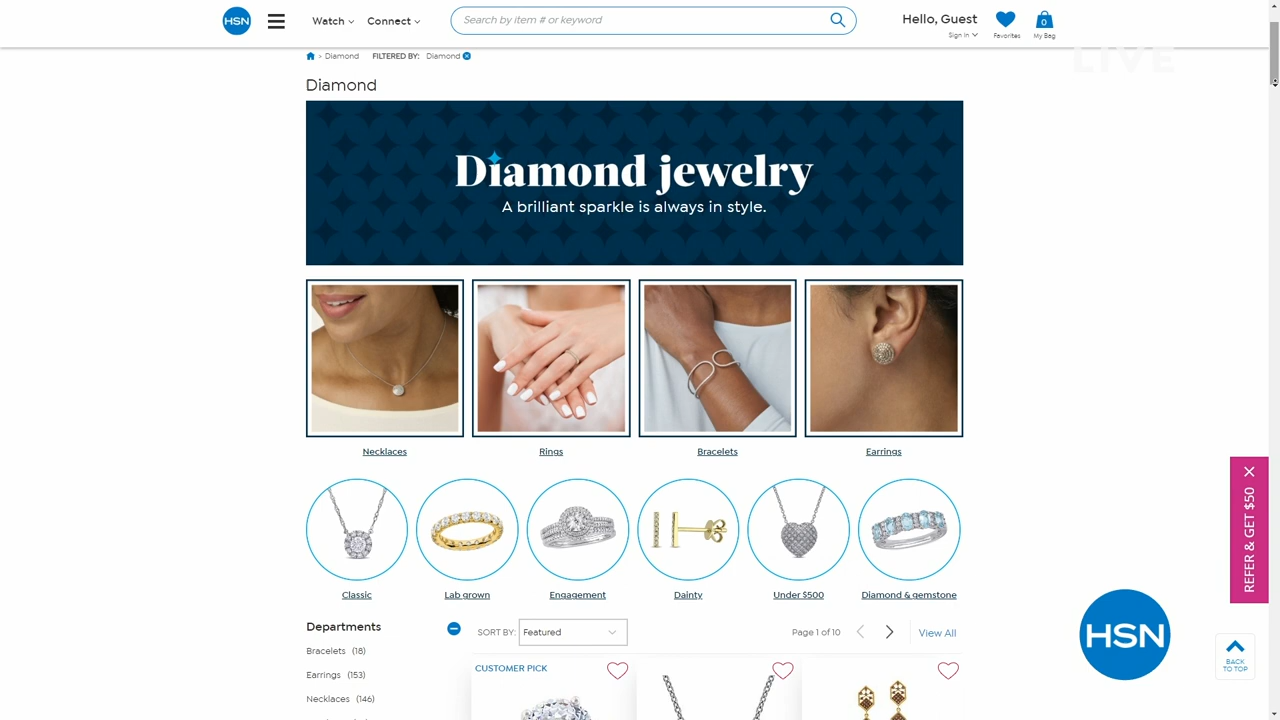 HSN
Watch
Connect
Search by item # or keyword
Hello, Guest
Sign In
Favorites
0
My Bag
LIVE
> Diamond
FILTERED BY: Diamond
Diamond
Diamond jewelry
A brilliant sparkle is always in style.
Necklaces
Rings
Bracelets
Earrings
Classic
Lab grown
Engagement
Dainty
Under $500
Diamond & gemstone
REFER & GET $50
Departments
SORT BY: Featured
Page 1 of 10
View All
Bracelets (18)
Earrings (153)
Necklaces (146)
CUSTOMER PICK
HSN
BACK
TO TOP